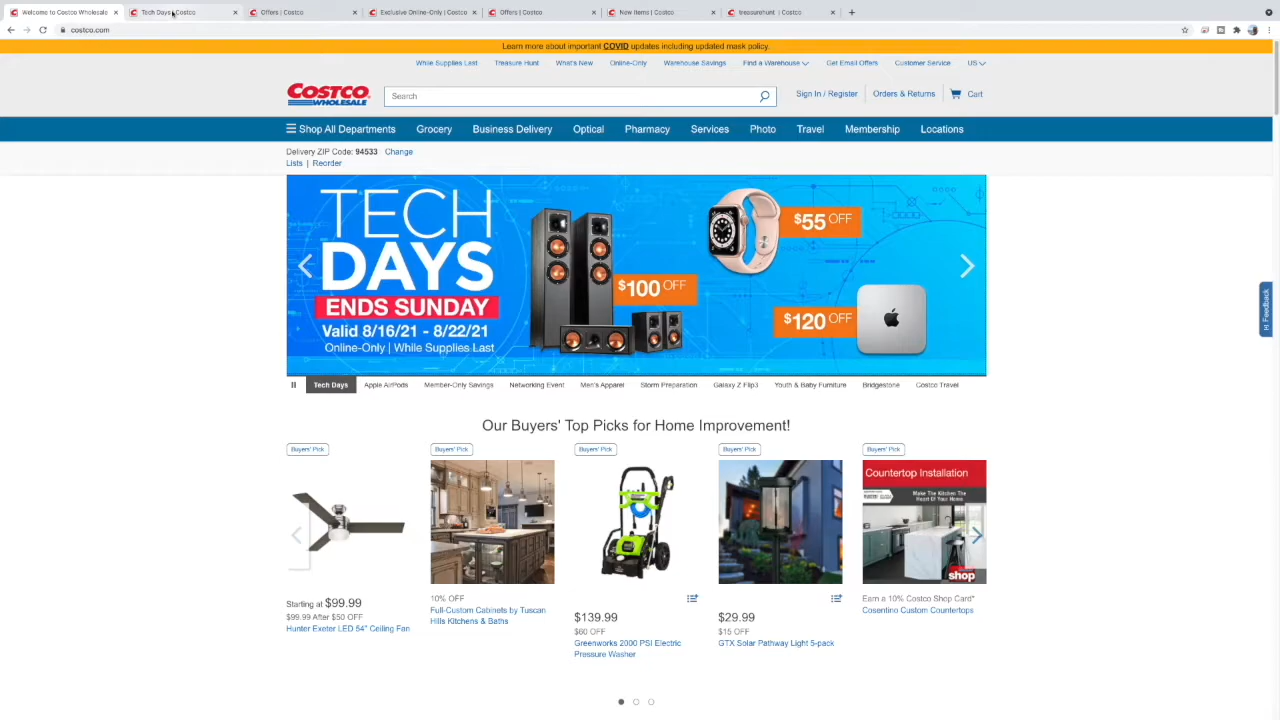 Welcome to Costco Wholesale
Tech Days | Costco
Offers | Costco
Exclusive Online-Only | Costco
Offers | Costco
New Items | Costco
treasurehunt | Costco
costco.com
Learn more about important COVID updates including updated mask policy.
While Supplies Last Treasure Hunt What's New Online-Only Warehouse Savings Find a Warehouse Get Email Offers Customer Service US
COSTCO
WHOLESALE
Search
Sign In / Register Orders & Returns Cart
Shop All Departments Grocery Business Delivery Optical Pharmacy Services Photo Travel Membership Locations
Delivery ZIP Code: 94533 Change
Lists | Reorder
TECH
DAYS
ENDS SUNDAY
Valid 8/16/21 - 8/22/21
Online-Only | While Supplies Last
$100 OFF
$55 OFF
$120 OFF
Feedback
Tech Days Apple AirPods Member-Only Savings Networking Event Men's Apparel Storm Preparation Galaxy Z Flip3 Youth & Baby Furniture Bridgestone Costco Travel
Our Buyers' Top Picks for Home Improvement!
Buyers' Pick
Starting at $99.99
$99.99 After $50 OFF
Hunter Exeter LED 54" Ceiling Fan
Buyers' Pick
10% OFF
Full-Custom Cabinets by Tuscan
Hills Kitchens & Baths
Buyers' Pick
$139.99
$60 OFF
Greenworks 2000 PSI Electric
Pressure Washer
Buyers' Pick
$29.99
$15 OFF
GTX Solar Pathway Light 5-pack
Buyers' Pick
Countertop Installation
Make The Kitchen The
Heart Of Your Home
shop
Earn a 10% Costco Shop Card*
Cosentino Custom Countertops